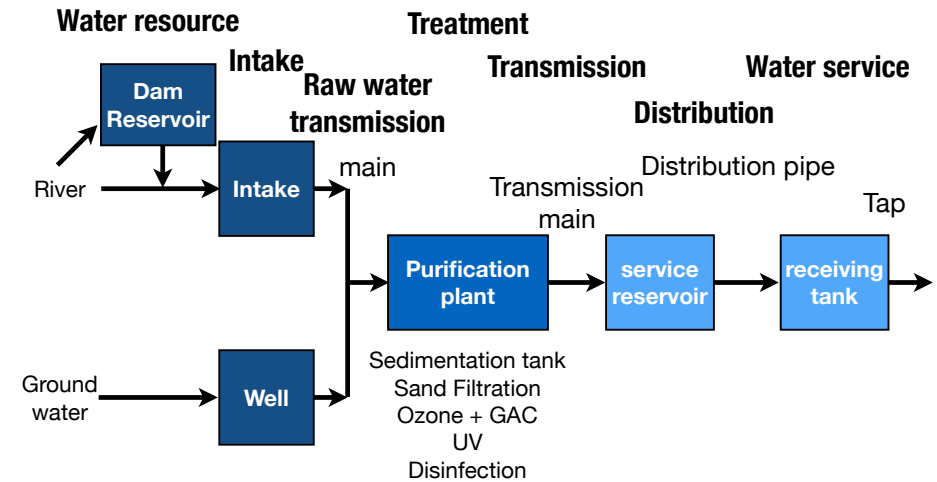 Water resource
Treatment
Intake
Transmission
Water service
Raw water
transmission
Distribution
Dam
Reservoir
River
Intake
main
Transmission
main
Distribution pipe
Tap
Purification
plant
service
reservoir
receiving
tank
Ground
water
Well
Sedimentation tank
Sand Filtration
Ozone + GAC
UV
Disinfection